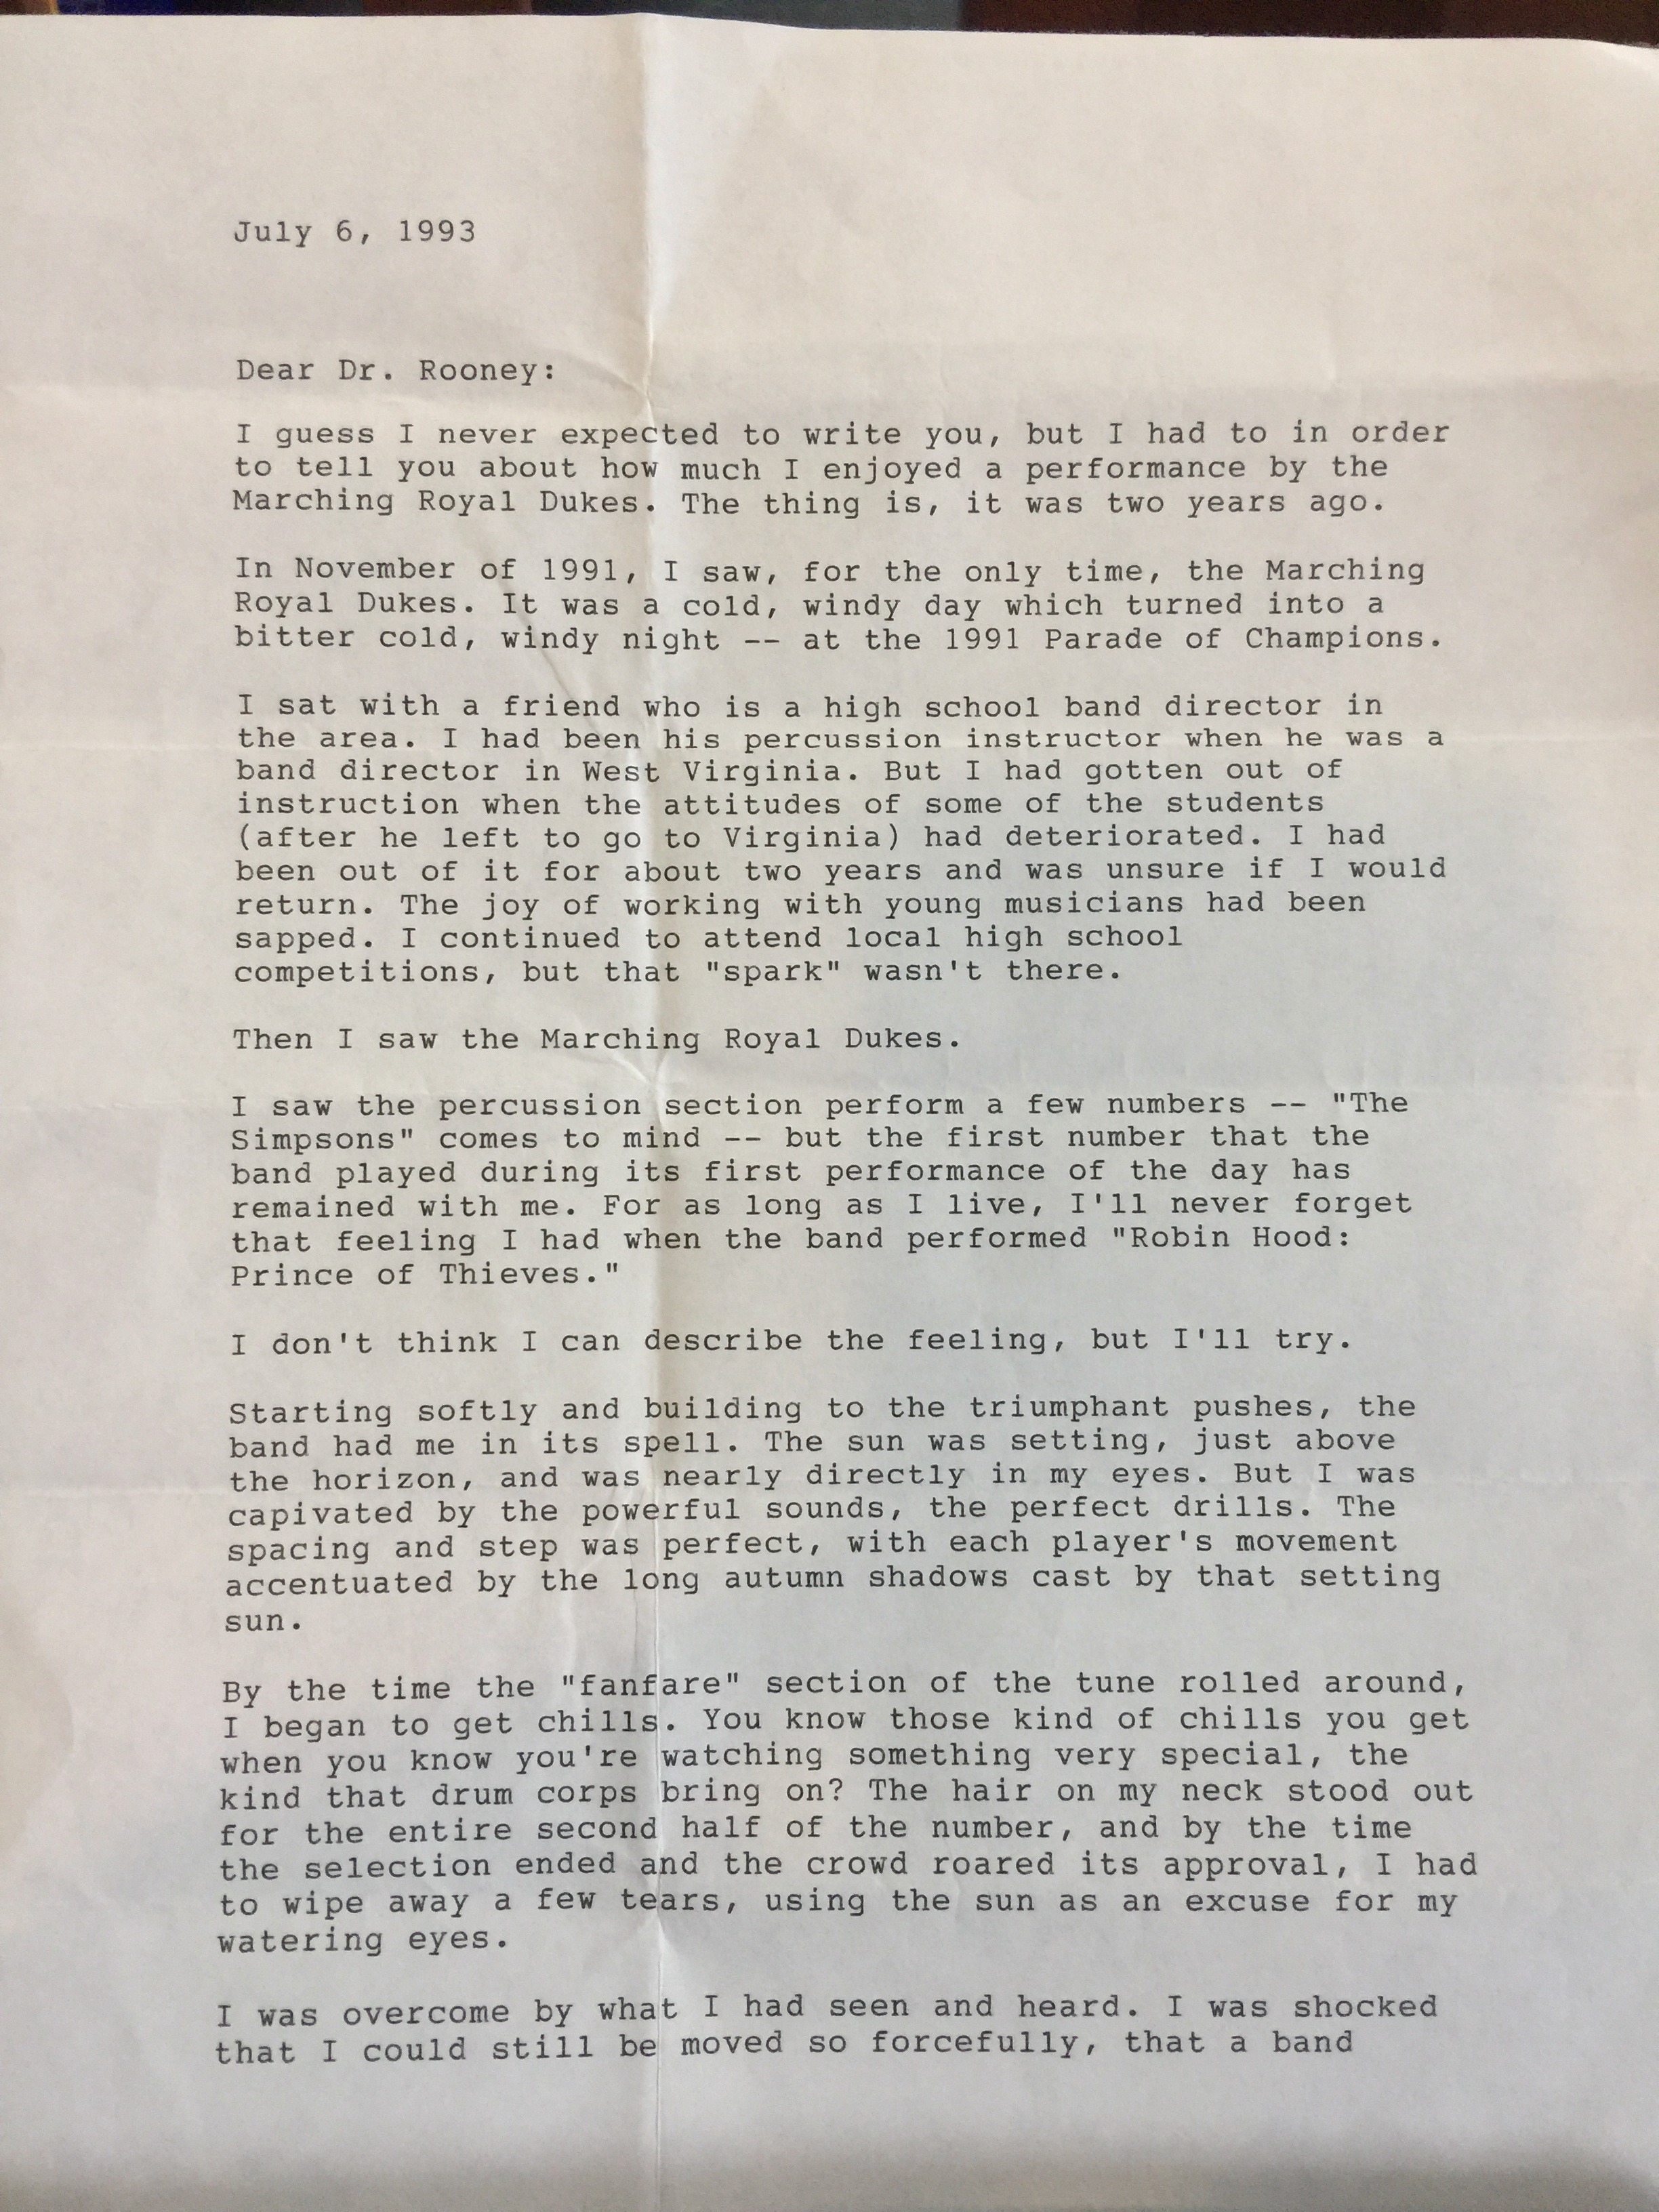 July 6, 1993
Dear Dr. Rooney:
I guess I never expected to write you, but I had to in order
to tell you about how much I enjoyed a performance by the
Marching Royal Dukes. The thing is, it was two years ago.
In November of 1991, I saw, for the only time, the Marching
Royal Dukes. It was a cold, windy day which turned into a
bitter cold, windy night -- at the 1991 Parade of Champions.
I sat with a friend who is a high school band director in
the area. I had been his percussion instructor when he was a
band director in West Virginia. But I had gotten out of
instruction when the attitudes of some of the students
(after he left to go to Virginia) had deteriorated. I had
been out of it for about two years and was unsure if I would
return. The joy of working with young musicians had been
sapped. I continued to attend local high school
competitions, but that "spark" wasn't there.
Then I saw the Marching Royal Dukes.
I saw the percussion section perform a few numbers -- "The
Simpsons" comes to mind -- but the first number that the
band played during its first performance of the day has
remained with me. For as long as I live, I'll never forget
that feeling I had when the band performed "Robin Hood:
Prince of Thieves."
I don't think I can describe the feeling, but I'll try.
Starting softly and building to the triumphant pushes, the
band had me in its spell. The sun was setting, just above
the horizon, and was nearly directly in my eyes. But I was
capivated by the powerful sounds, the perfect drills. The
spacing and step was perfect, with each player's movement
accentuated by the long autumn shadows cast by that setting
sun.
By the time the "fanfare" section of the tune rolled around,
I began to get chills. You know those kind of chills you get
when you know you're watching something very special, the
kind that drum corps bring on? The hair on my neck stood out
for the entire second half of the number, and by the time
the selection ended and the crowd roared its approval, I had
to wipe away a few tears, using the sun as an excuse for my
watering eyes.
I was overcome by what I had seen and heard. I was shocked
that I could still be moved so forcefully, that a band